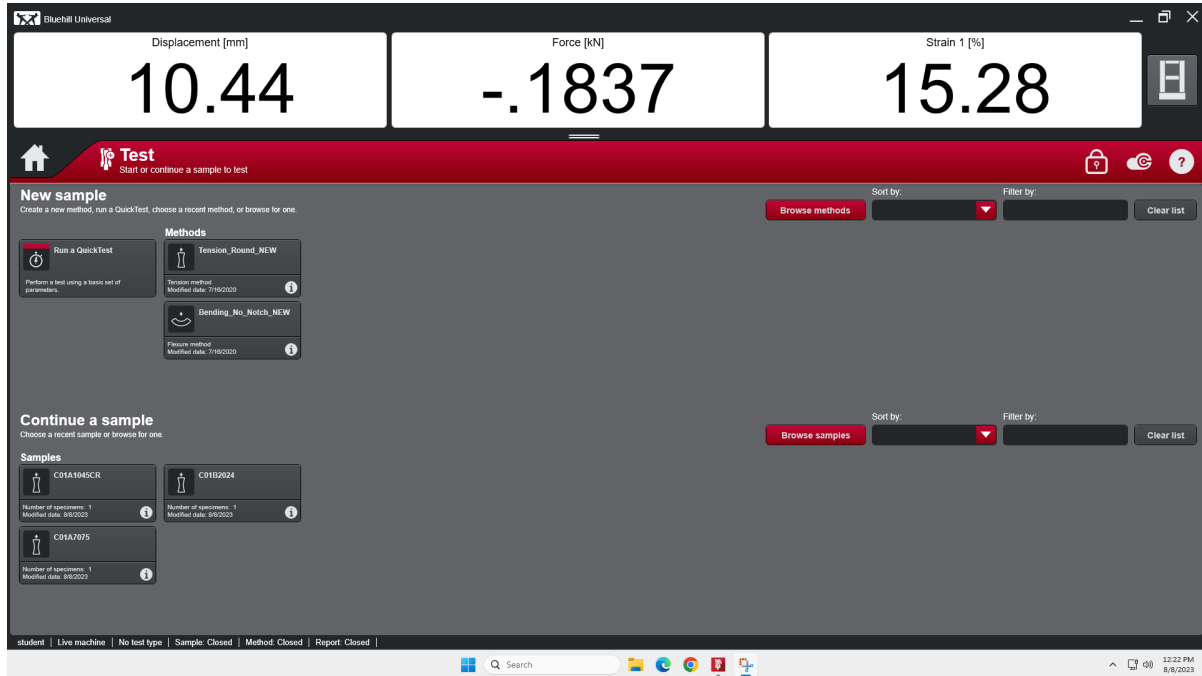 Bluehill Universal
Displacement [mm]
10.44
Force [kN]
-.1837
Strain 1 [%]
15.28
Test
Start or continue a sample to test
?
New sample
Create a new method, run a QuickTest, choose a recent method, or browse for one.
Browse methods
Sort by:
Filter by:
Clear list
Run a QuickTest
Perform a test using a basic set of
parameters.
Methods
Tension_Round_NEW
Tension method
Modified date: 7/16/2020
i
Bending_No_Notch_NEW
Flexure method
Modified date: 7/16/2020
i
Continue a sample
Choose a recent sample or browse for one.
Browse samples
Sort by:
Filter by:
Clear list
Samples
C01A1045CR
Number of specimens: 1
Modified date: 8/8/2023
i
C01B2024
Number of specimens: 1
Modified date: 8/8/2023
i
C01A7075
Number of specimens: 1
Modified date: 8/8/2023
i
student | Live machine | No test type | Sample: Closed | Method: Closed | Report: Closed |
Search
12:22 PM
8/8/2023